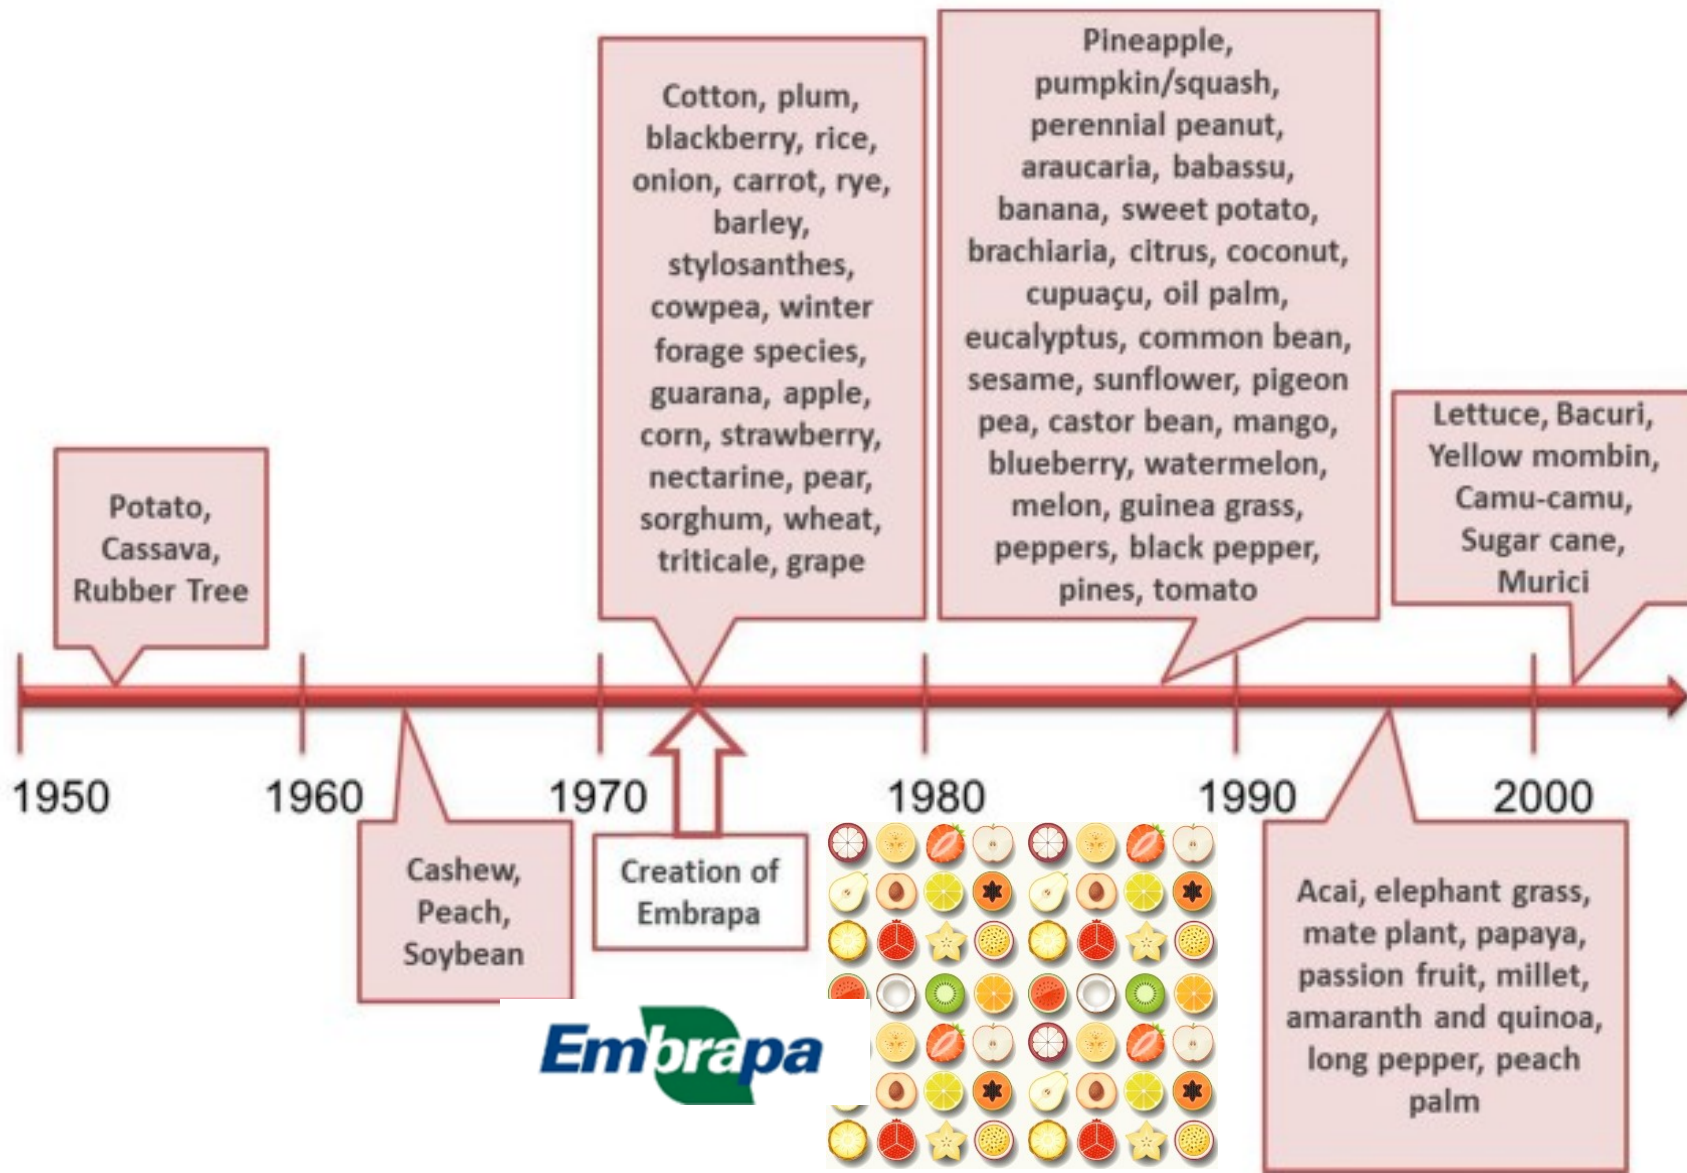 Cotton, plum,
blackberry, rice,
onion, carrot, rye,
barley,
stylosanthes,
cowpea, winter
forage species,
guarana, apple,
corn, strawberry,
nectarine, pear,
sorghum, wheat,
triticale, grape
Pineapple,
pumpkin/squash,
perennial peanut,
araucaria, babassu,
banana, sweet potato,
brachiaria, citrus, coconut,
cupuaçu, oil palm,
eucalyptus, common bean,
sesame, sunflower, pigeon
pea, castor bean, mango,
blueberry, watermelon,
melon, guinea grass,
peppers, black pepper,
pines, tomato
Lettuce, Bacuri,
Yellow mombin,
Camu-camu,
Sugar cane,
Murici
Potato,
Cassava,
Rubber Tree
1950 1960 1970 1980 1990 2000
Cashew,
Peach,
Soybean
Creation of
Embrapa
Acai, elephant grass,
mate plant, papaya,
passion fruit, millet,
amaranth and quinoa,
long pepper, peach
palm
Embrapa